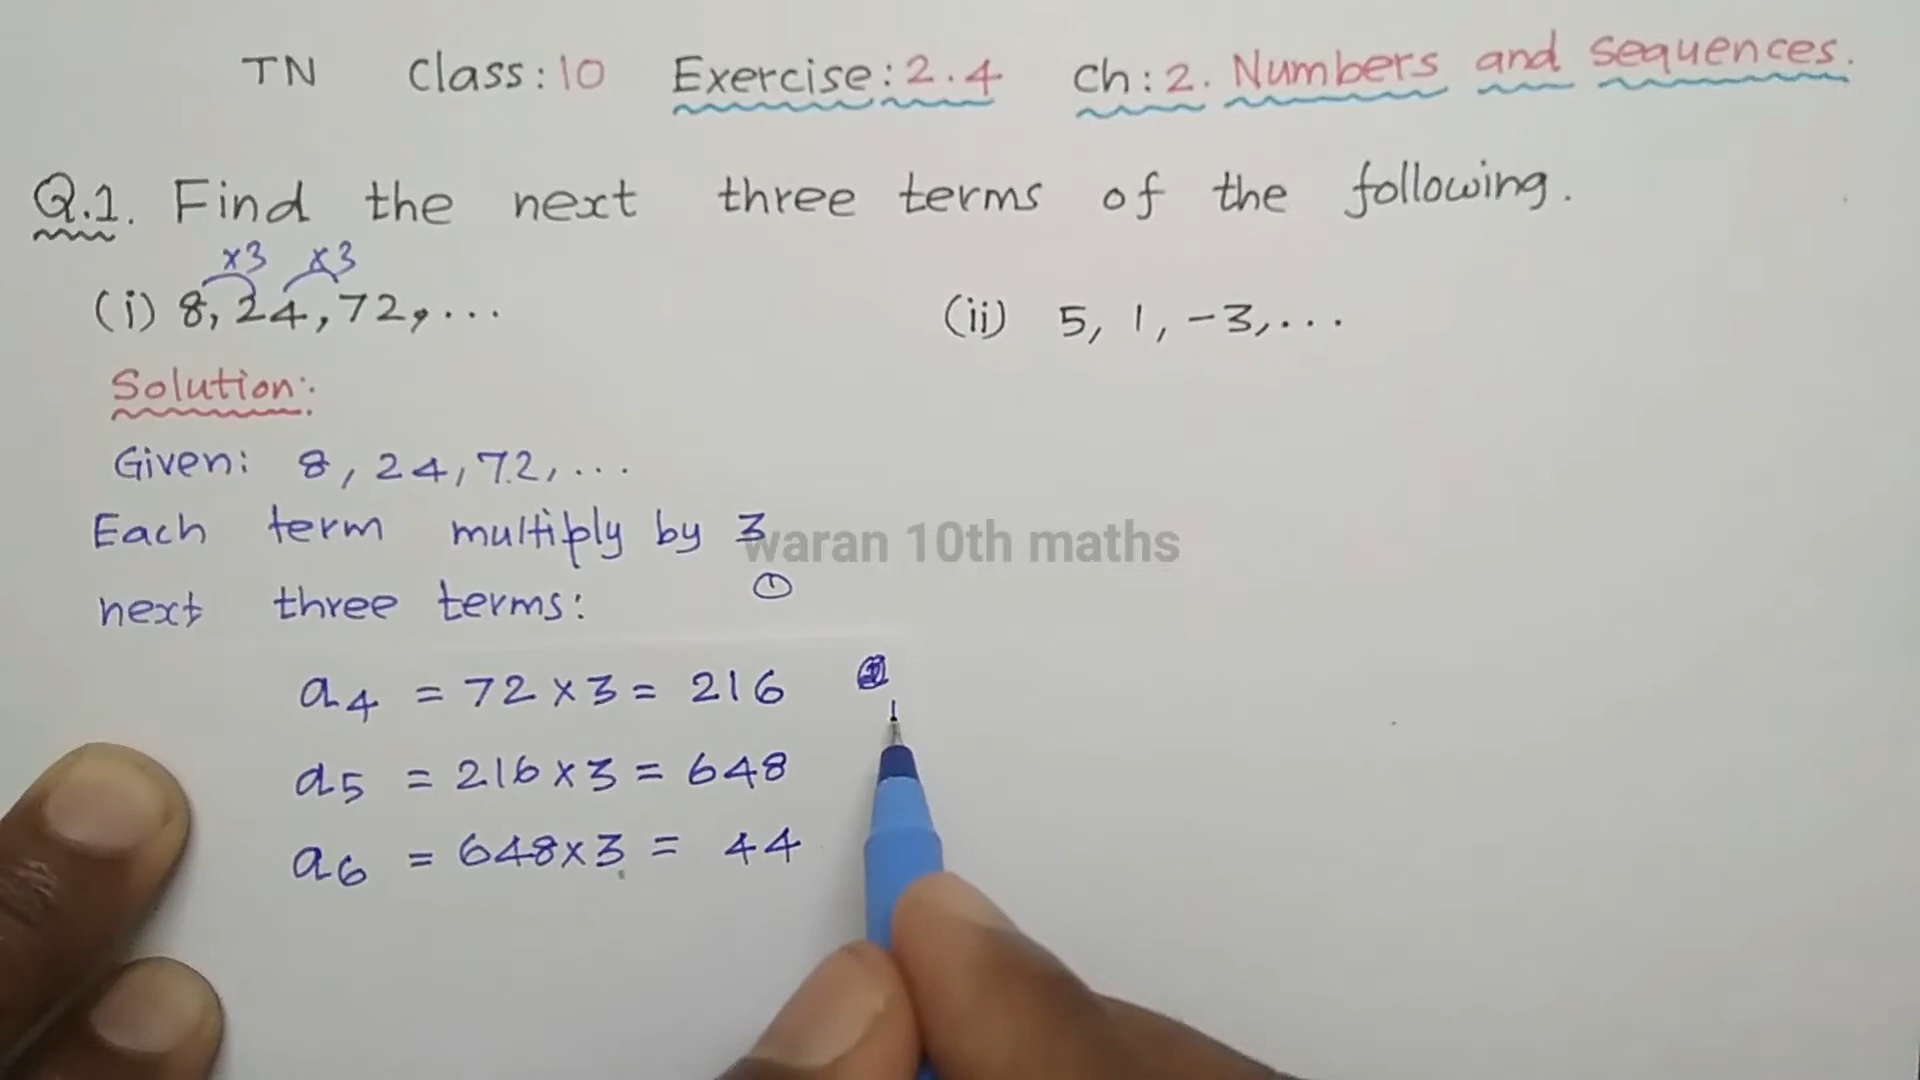 TN Class: 10 Exercise: 2.4 Ch: 2. Numbers and Sequences.
Q.1. Find the next three terms of the following.
×3 ×3
(i) 8, 24, 72, ...
(ii) 5, 1, -3, ...
Solution:
Given: 8, 24, 72, ...
Each term multiply by 3
waran 10th maths
next three terms:
①
a4 = 72 × 3 = 216
a5 = 216 × 3 = 648
a6 = 648 × 3 = 44